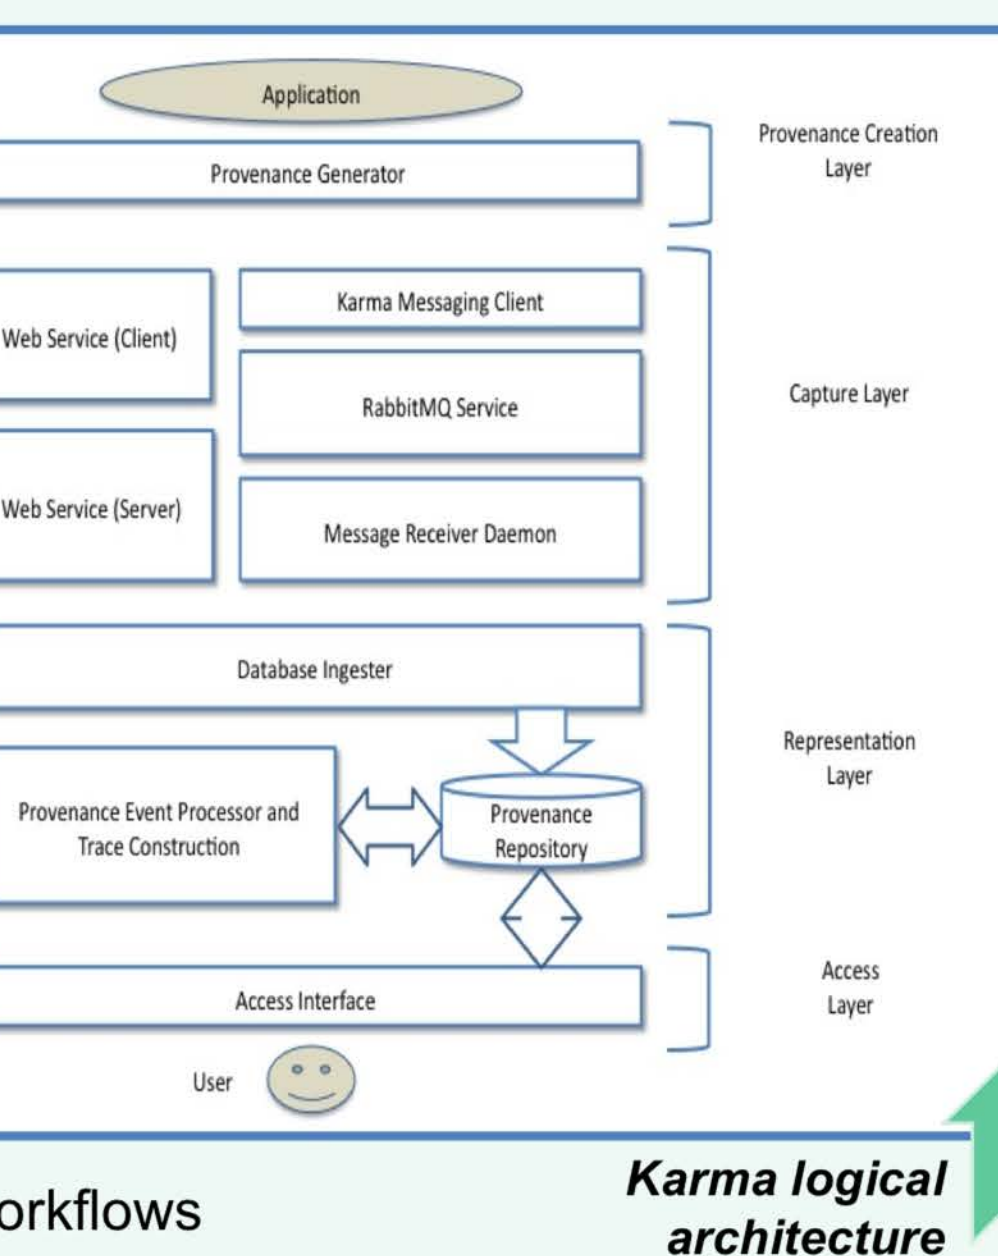 Application
Provenance Generator
Provenance Creation
Layer
Web Service (Client)
Karma Messaging Client
RabbitMQ Service
Capture Layer
Web Service (Server)
Message Receiver Daemon
Database Ingester
Representation
Layer
Provenance Event Processor and
Trace Construction
Provenance
Repository
Access Interface
Access
Layer
User
orkflows
Karma logical
architecture